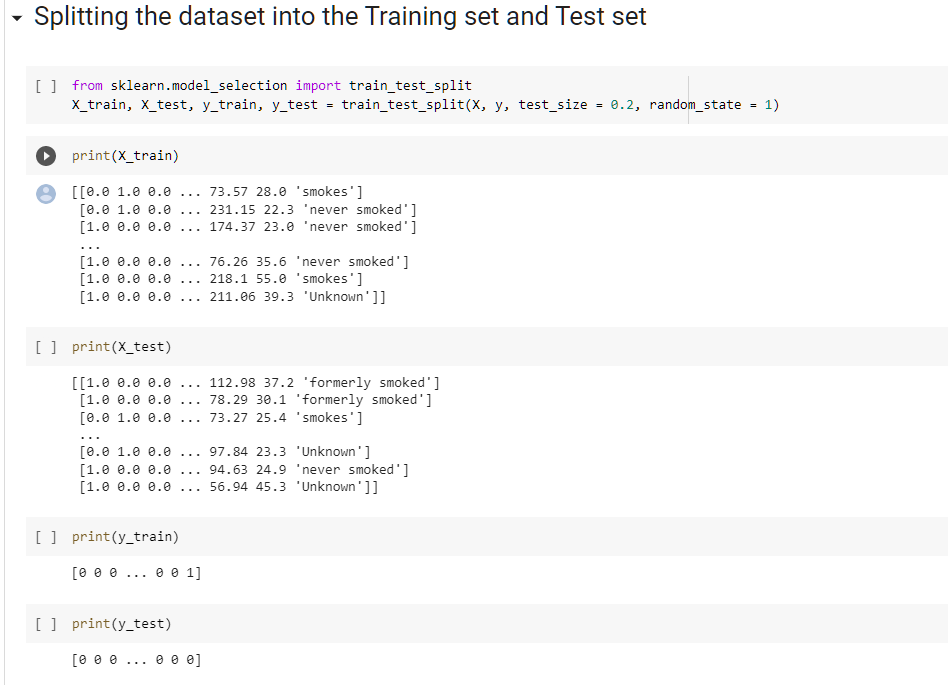 Splitting the dataset into the Training set and Test set
[ ] from sklearn.model_selection import train_test_split
X_train, X_test, y_train, y_test = train_test_split(X, y, test_size = 0.2, random_state = 1)
print(X_train)
[[0.0 1.0 0.0 ... 73.57 28.0 'smokes']
[0.0 1.0 0.0 ... 231.15 22.3 'never smoked']
[1.0 0.0 0.0 ... 174.37 23.0 'never smoked']
...
[1.0 0.0 0.0 ... 76.26 35.6 'never smoked']
[1.0 0.0 0.0 ... 218.1 55.0 'smokes']
[1.0 0.0 0.0 ... 211.06 39.3 'Unknown']]
[ ] print(X_test)
[[1.0 0.0 0.0 ... 112.98 37.2 'formerly smoked']
[1.0 0.0 0.0 ... 78.29 30.1 'formerly smoked']
[0.0 1.0 0.0 ... 73.27 25.4 'smokes']
...
[0.0 1.0 0.0 ... 97.84 23.3 'Unknown']
[1.0 0.0 0.0 ... 94.63 24.9 'never smoked']
[1.0 0.0 0.0 ... 56.94 45.3 'Unknown']]
[ ] print(y_train)
[0 0 0 ... 0 0 1]
[ ] print(y_test)
[0 0 0 ... 0 0 0]